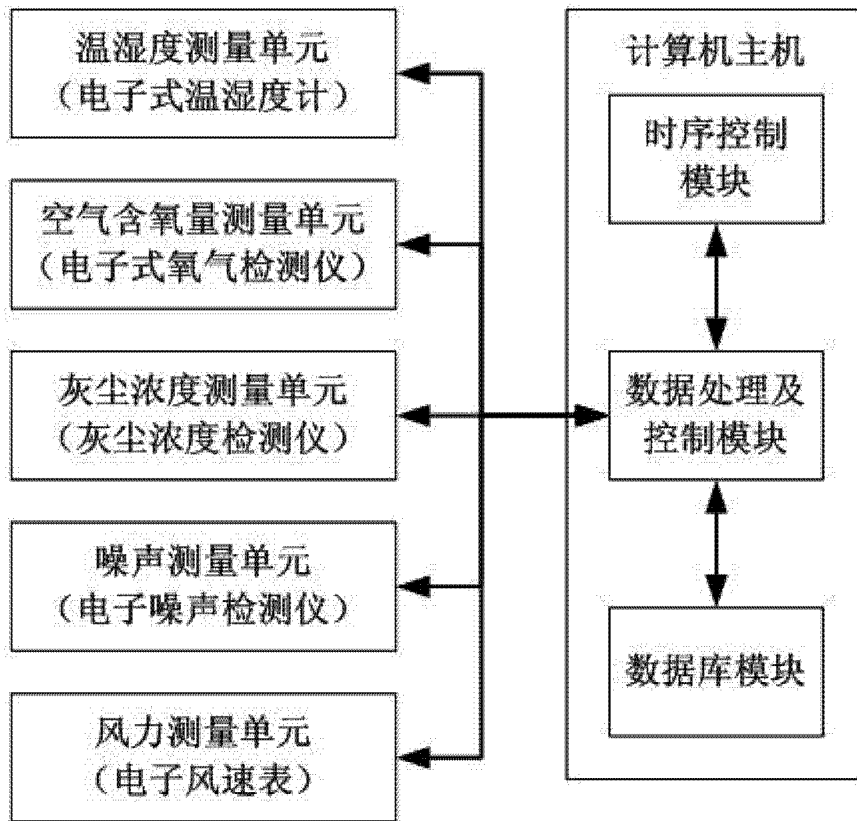 温湿度测量单元
（电子式温湿度计）
空气含氧量测量单元
（电子式氧气检测仪）
灰尘浓度测量单元
（灰尘浓度检测仪）
噪声测量单元
（电子噪声检测仪）
风力测量单元
（电子风速表）
计算机主机
时序控制
模块
数据处理及
控制模块
数据库模块